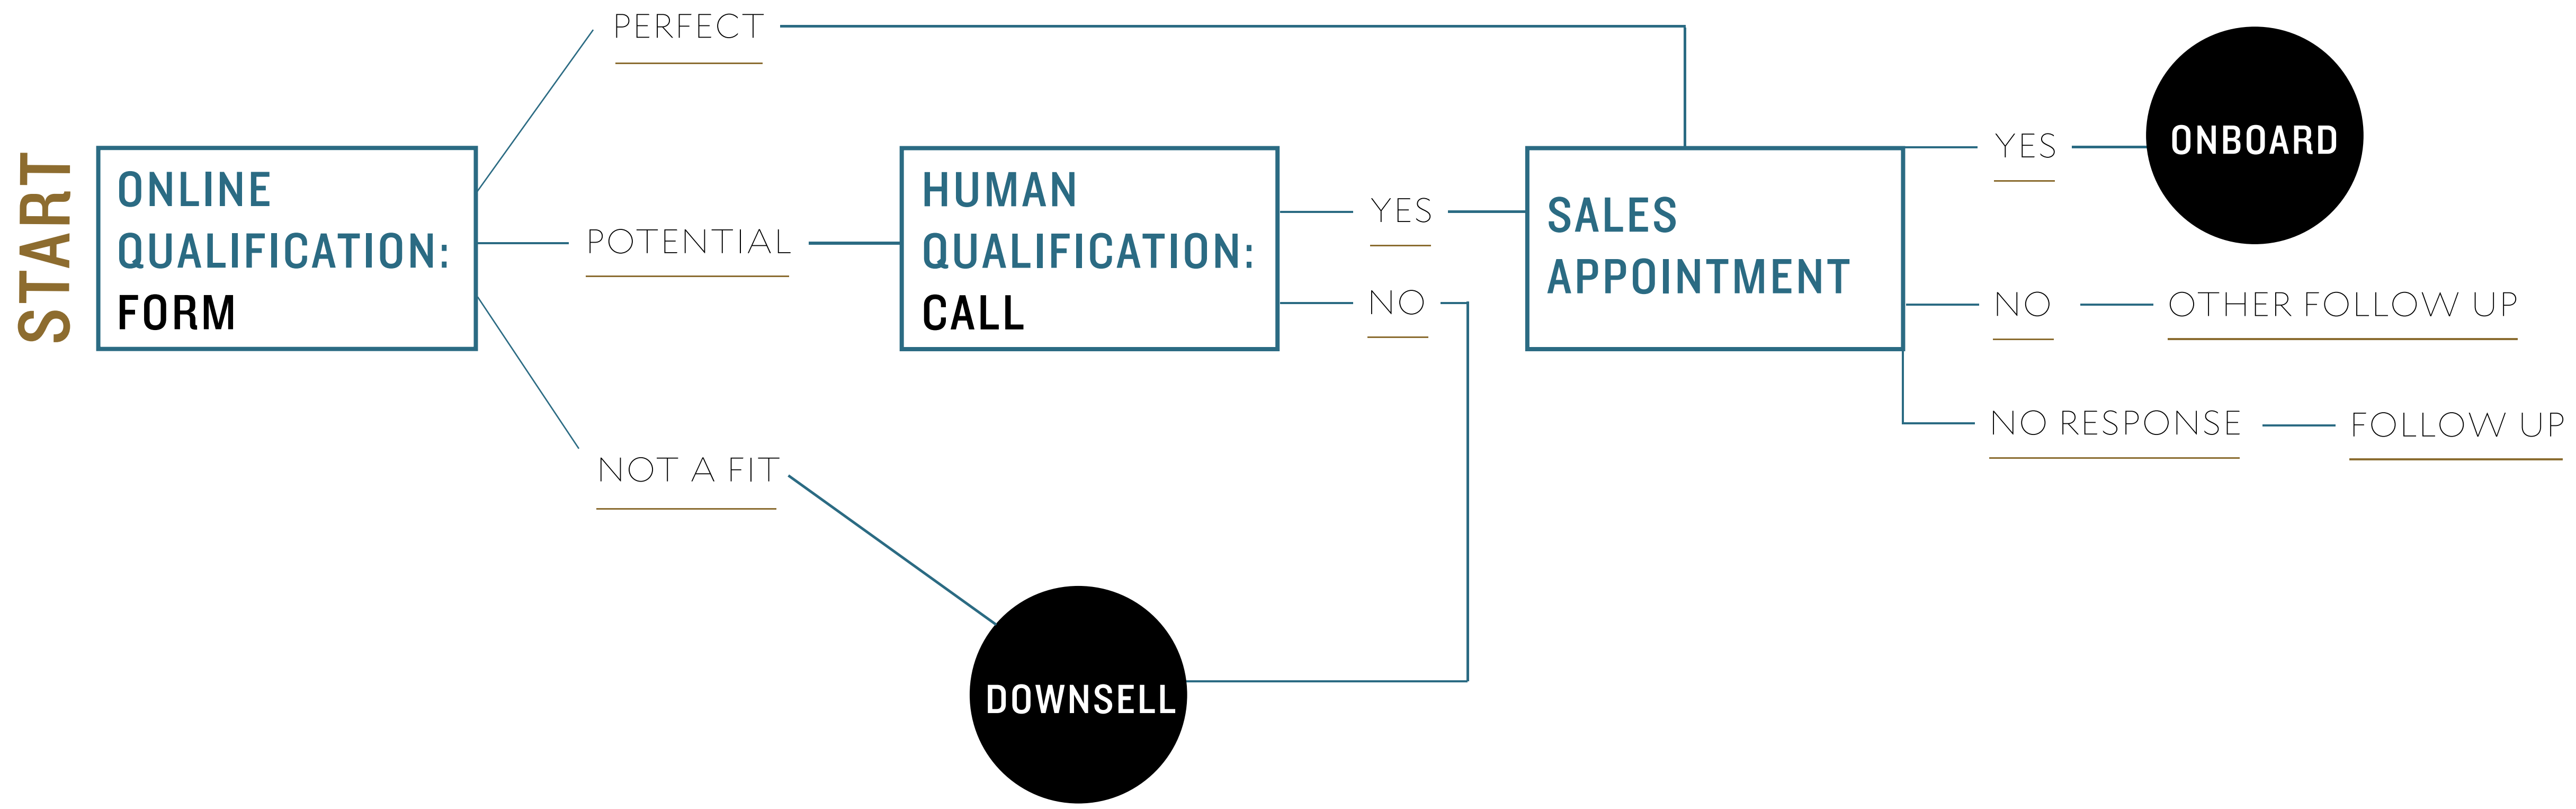 START
ONLINE
QUALIFICATION:
FORM
PERFECT
POTENTIAL
NOT A FIT
HUMAN
QUALIFICATION:
CALL
YES
NO
DOWNSELL
SALES
APPOINTMENT
YES
ONBOARD
NO
OTHER FOLLOW UP
NO RESPONSE
FOLLOW UP